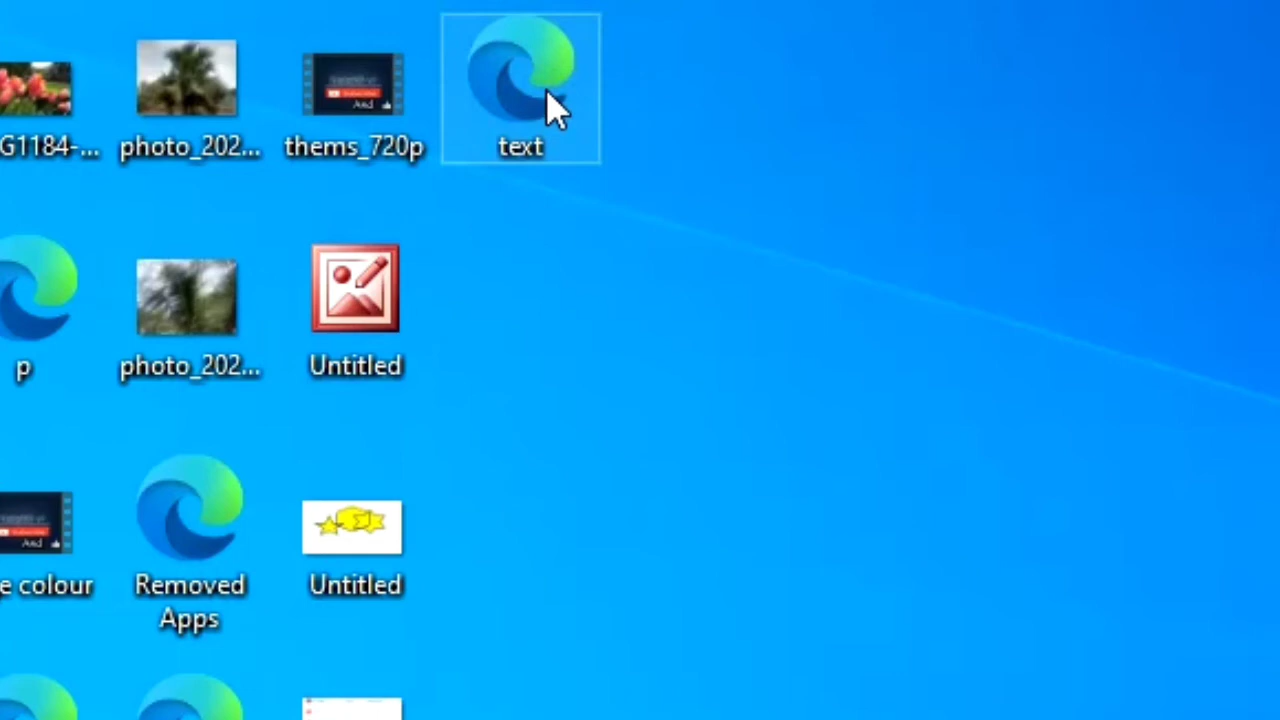 G1184-...
photo_202...
thems_720p
text
p
photo_202...
Untitled
e colour
Removed
Apps
Untitled